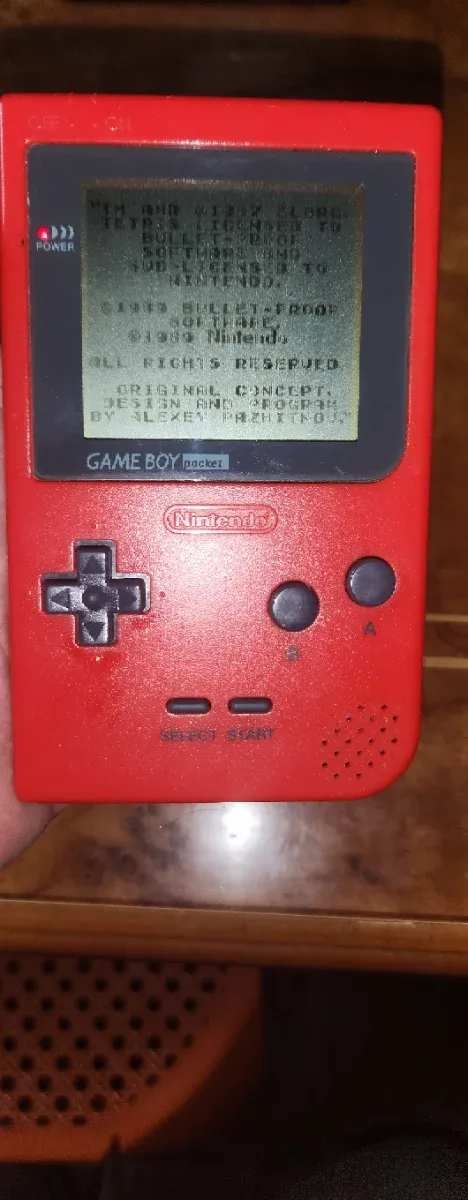 OFF ON
POWER
"TM AND ©1987 ELORG,
TETRIS LICENSED TO
BULLET-PROOF
SOFTWARE AND
SUB-LICENSED TO
NINTENDO.
©1989 BULLET-PROOF
SOFTWARE.
©1989 Nintendo
ALL RIGHTS RESERVED.
ORIGINAL CONCEPT,
DESIGN AND PROGRAM
BY ALEXEY PAZHITNOV."
GAME BOY pocket
Nintendo
A
B
SELECT START